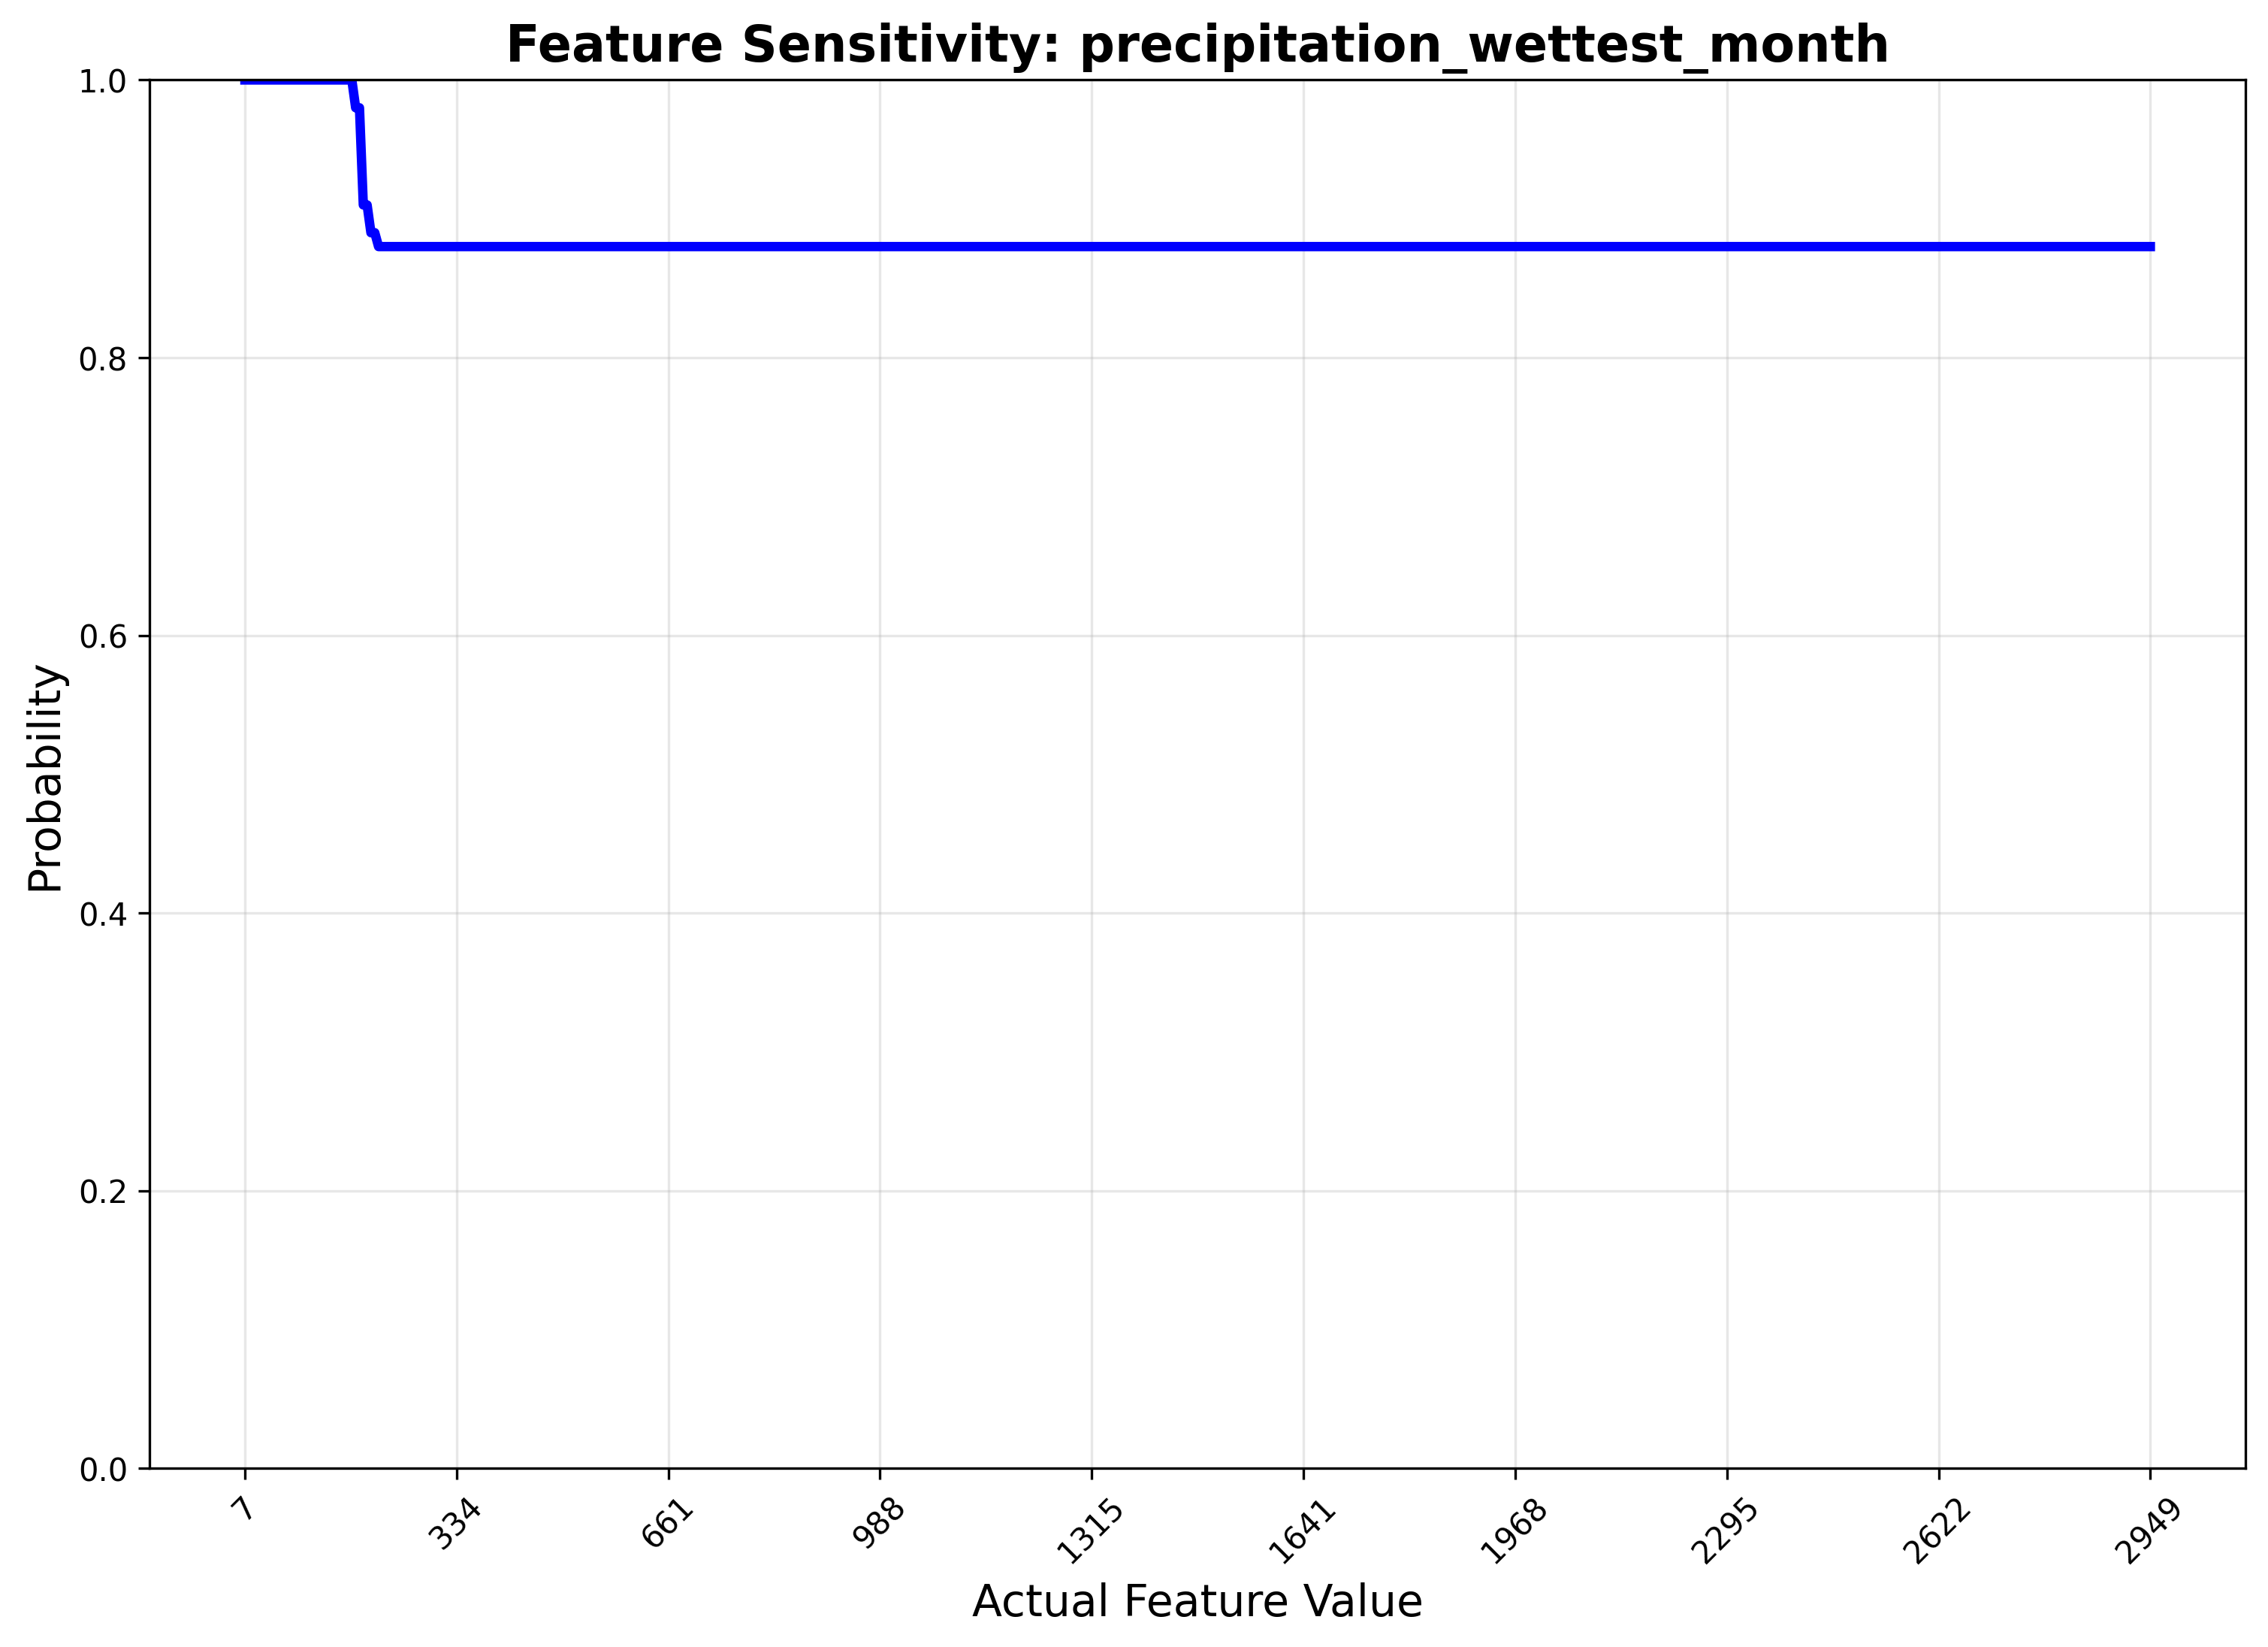 Feature Sensitivity: precipitation_wettest_month
1.0
0.8
0.6
0.4
0.2
0.0
Probability
7 334 661 988 1315 1641 1968 2295 2622 2949
Actual Feature Value